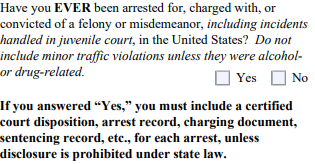 Have you EVER been arrested for, charged with, or
convicted of a felony or misdemeanor, including incidents
handled in juvenile court, in the United States? Do not
include minor traffic violations unless they were alcohol-
or drug-related.
Yes No
If you answered “Yes,” you must include a certified
court disposition, arrest record, charging document,
sentencing record, etc., for each arrest, unless
disclosure is prohibited under state law.